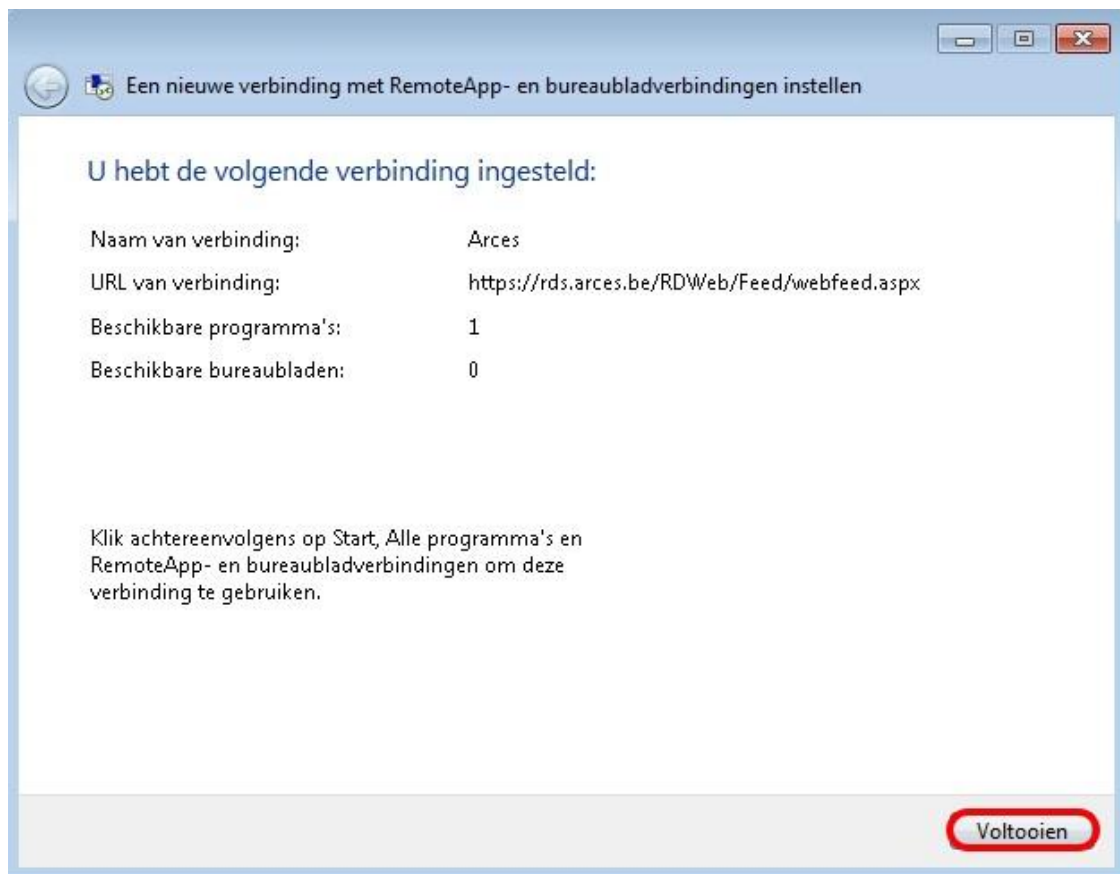 Een nieuwe verbinding met RemoteApp- en bureaubladverbindingen instellen
U hebt de volgende verbinding ingesteld:
Naam van verbinding: Arces
URL van verbinding: https://rds.arces.be/RDWeb/Feed/webfeed.aspx
Beschikbare programma's: 1
Beschikbare bureaubladen: 0
Klik achtereenvolgens op Start, Alle programma's en
RemoteApp- en bureaubladverbindingen om deze
verbinding te gebruiken.
Voltooien